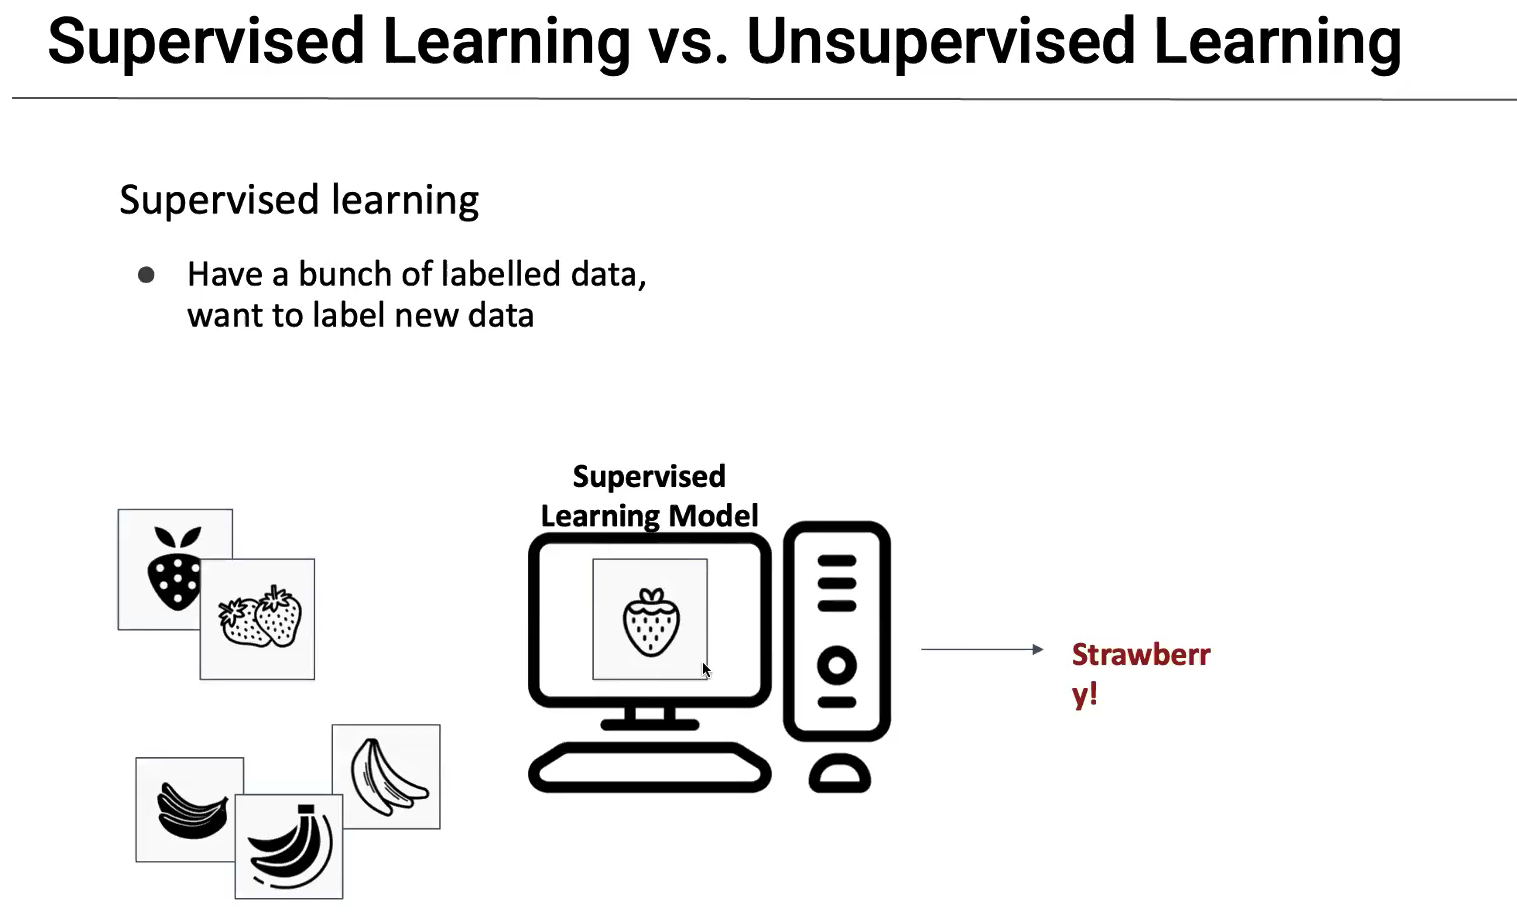 Supervised Learning vs. Unsupervised Learning
Supervised learning
Have a bunch of labelled data,
want to label new data
Supervised
Learning Model
Strawberr
y!